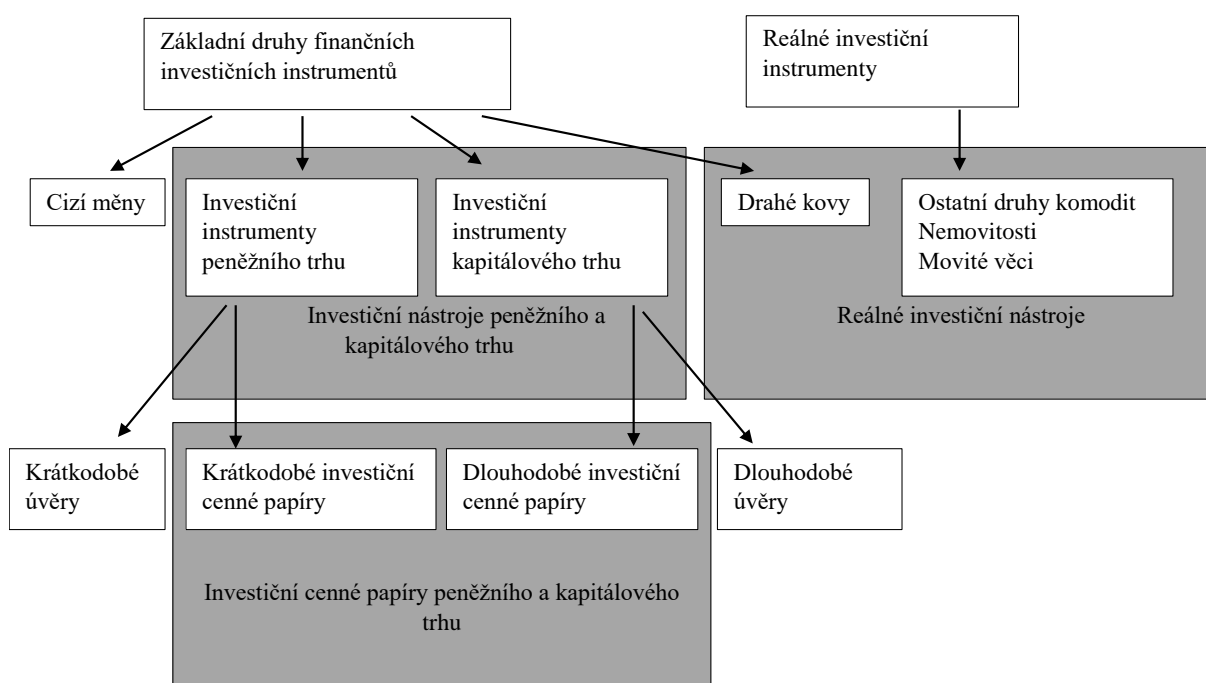 Základní druhy finančních
investičních instrumentů
Reálné investiční
instrumenty
Cizí měny
Investiční
instrumenty
peněžního trhu
Investiční
instrumenty
kapitálového trhu
Drahé kovy
Ostatní druhy komodit
Nemovitosti
Movité věci
Investiční nástroje peněžního a
kapitálového trhu
Reálné investiční nástroje
Krátkodobé
úvěry
Krátkodobé investiční
cenné papíry
Dlouhodobé investiční
cenné papíry
Dlouhodobé
úvěry
Investiční cenné papíry peněžního a kapitálového
trhu